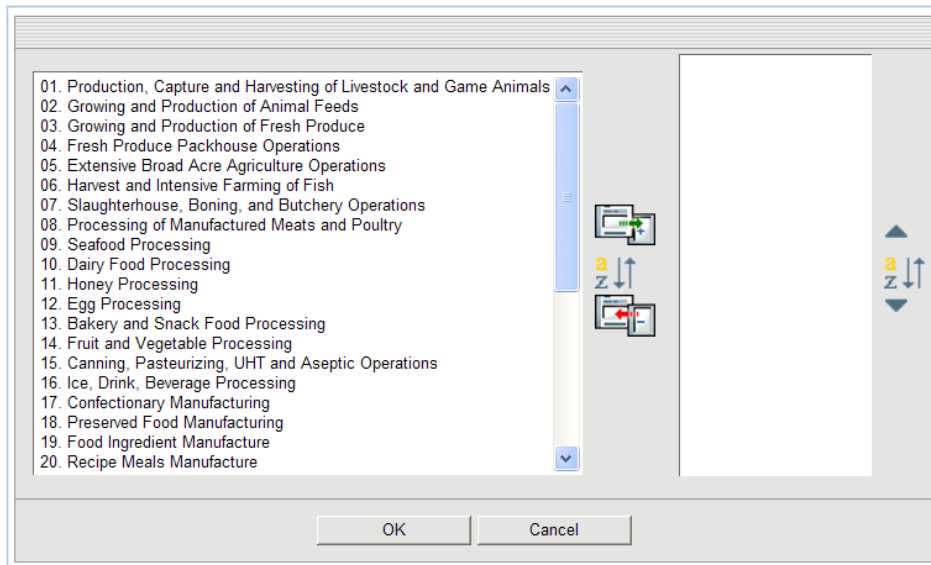 01. Production, Capture and Harvesting of Livestock and Game Animals
02. Growing and Production of Animal Feeds
03. Growing and Production of Fresh Produce
04. Fresh Produce Packhouse Operations
05. Extensive Broad Acre Agriculture Operations
06. Harvest and Intensive Farming of Fish
07. Slaughterhouse, Boning, and Butchery Operations
08. Processing of Manufactured Meats and Poultry
09. Seafood Processing
10. Dairy Food Processing
11. Honey Processing
12. Egg Processing
13. Bakery and Snack Food Processing
14. Fruit and Vegetable Processing
15. Canning, Pasteurizing, UHT and Aseptic Operations
16. Ice, Drink, Beverage Processing
17. Confectionary Manufacturing
18. Preserved Food Manufacturing
19. Food Ingredient Manufacture
20. Recipe Meals Manufacture
a
z
a
z
OK
Cancel